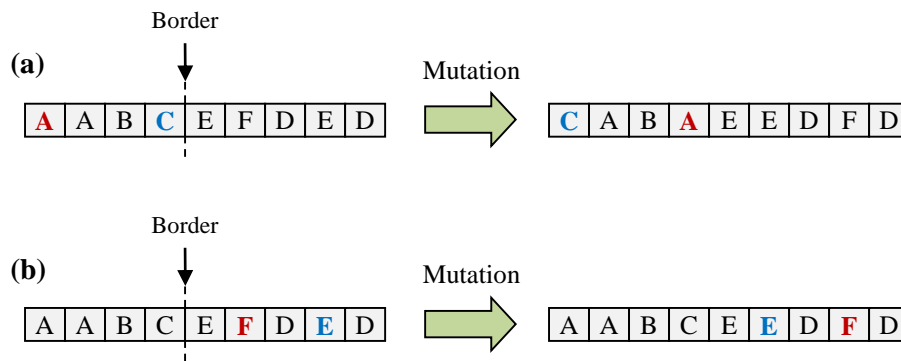 Border
(a)
Mutation
A A B C E F D E D
C A B A E E D F D
Border
(b)
Mutation
A A B C E F D E D
A A B C E E D F D